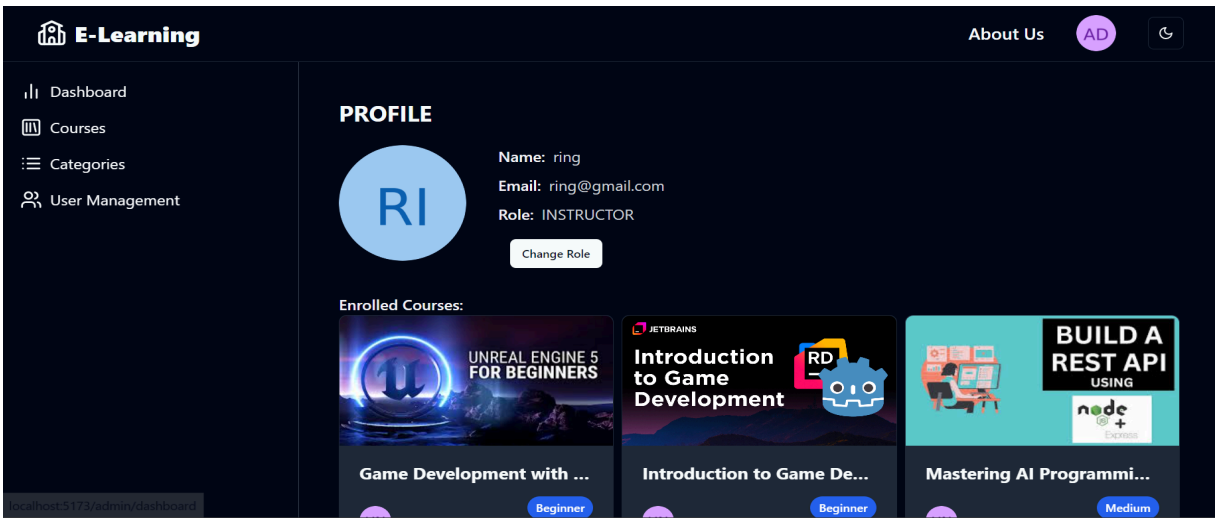 E-Learning
About Us
AD
Dashboard
Courses
Categories
User Management
PROFILE
RI
Name: ring
Email: ring@gmail.com
Role: INSTRUCTOR
Change Role
Enrolled Courses:
UNREAL ENGINE 5
FOR BEGINNERS
Game Development with ...
Beginner
JETBRAINS
Introduction
to Game
Development
RD
Introduction to Game De...
Beginner
BUILD A
REST API
USING
node
+
Express
Mastering AI Programmi...
Medium
localhost:5173/admin/dashboard